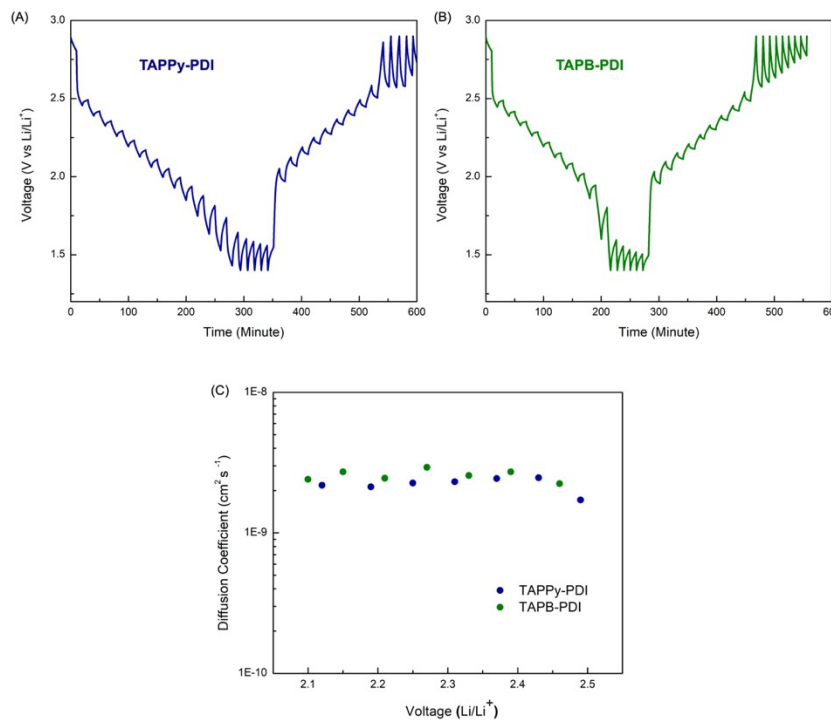 (A)
TAPPy-PDI
3.0
2.5
2.0
1.5
Voltage (V vs Li/Li⁺)
0 100 200 300 400 500 600
Time (Minute)
(B)
TAPB-PDI
3.0
2.5
2.0
1.5
Voltage (V vs Li/Li⁺)
0 100 200 300 400 500 600
Time (Minute)
(C)
1E-8
1E-9
1E-10
Diffusion Coefficient (cm² s⁻¹)
TAPPy-PDI
TAPB-PDI
2.1 2.2 2.3 2.4 2.5
Voltage (Li/Li⁺)